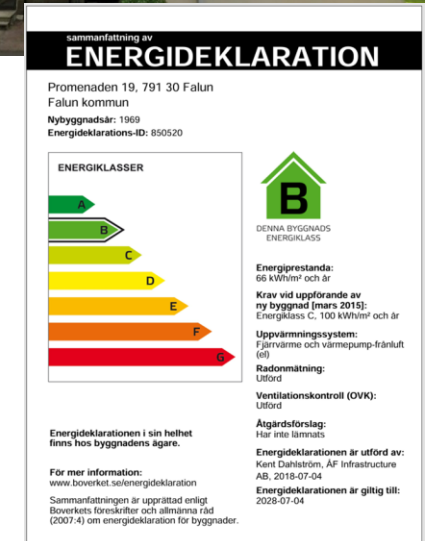 sammanfattning av
ENERGIDEKLARATION
Promenaden 19, 791 30 Falun
Falun kommun
Nybyggnadsår: 1969
Energideklarations-ID: 850520
ENERGIKLASSER
A
B
C
D
E
F
G
B
DENNA BYGGNADS
ENERGIKLASS
Energiprestanda:
66 kWh/m² och år
Krav vid uppförande av
ny byggnad [mars 2015]:
Energiklass C, 100 kWh/m² och år
Uppvärmningssystem:
Fjärrvärme och värmepump-frånluft
(el)
Radonmätning:
Utförd
Ventilationskontroll (OVK):
Utförd
Åtgärdsförslag:
Har inte lämnats
Energideklarationen är utförd av:
Kent Dahlström, ÅF Infrastructure
AB, 2018-07-04
Energideklarationen är giltig till:
2028-07-04
Energideklarationen i sin helhet
finns hos byggnadens ägare.
För mer information:
www.boverket.se/energideklaration
Sammanfattningen är upprättad enligt
Boverkets föreskrifter och allmänna råd
(2007:4) om energideklaration för byggnader.